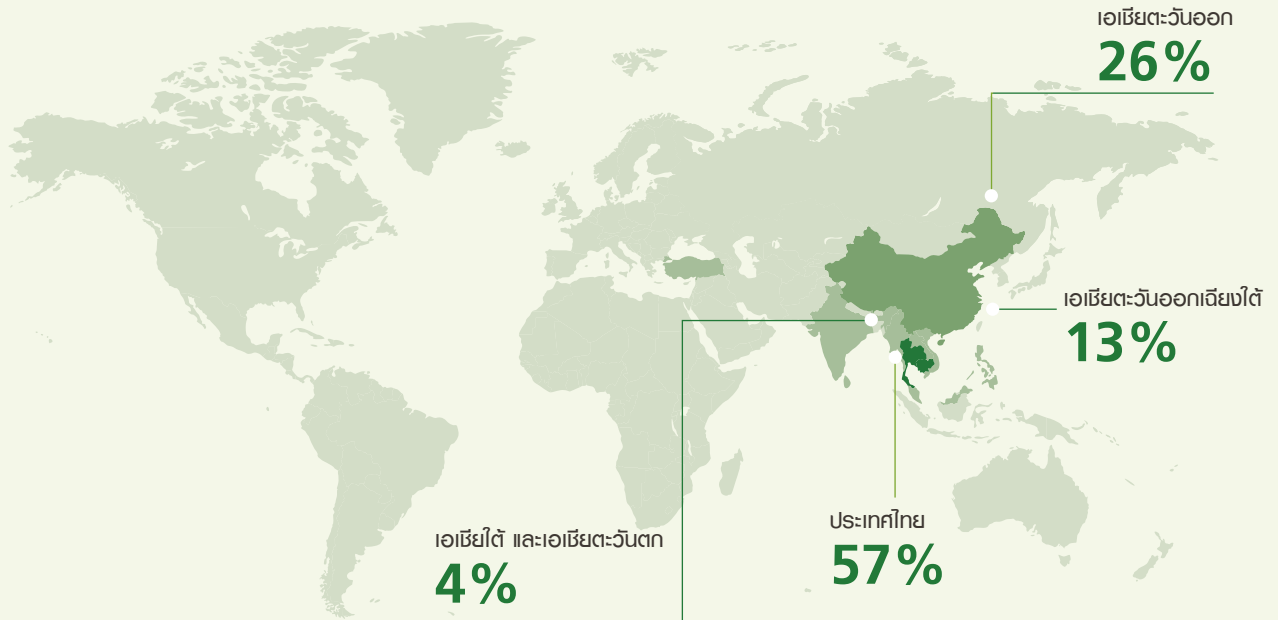 เอเชียตะวันออก
26%
เอเชียตะวันออกเฉียงใต้
13%
ประเทศไทย
57%
เอเชียใต้ และเอเชียตะวันตก
4%